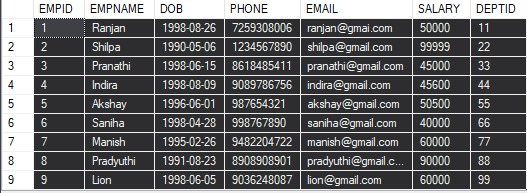 EMPID EMPNAME DOB PHONE EMAIL SALARY DEPTID
1 1 Ranjan 1998-08-26 7259308006 ranjan@gmai.com 50000 11
2 2 Shilpa 1990-05-06 1234567890 shilpa@gmail.com 99999 22
3 3 Pranathi 1998-06-15 8618485411 pranathi@gmail.com 45000 33
4 4 Indira 1998-08-09 9089786756 indira@gmail.com 45600 44
5 5 Akshay 1996-06-01 987654321 akshay@gmail.com 50500 55
6 6 Saniha 1998-04-28 998767890 saniha@gmail.com 40000 66
7 7 Manish 1995-02-26 9482204722 manish@gmail.com 60000 77
8 8 Pradyuthi 1991-08-23 8908908901 pradyuthi@gmail.c... 90000 88
9 9 Lion 1998-06-05 9036248087 lion@gmail.com 60000 99